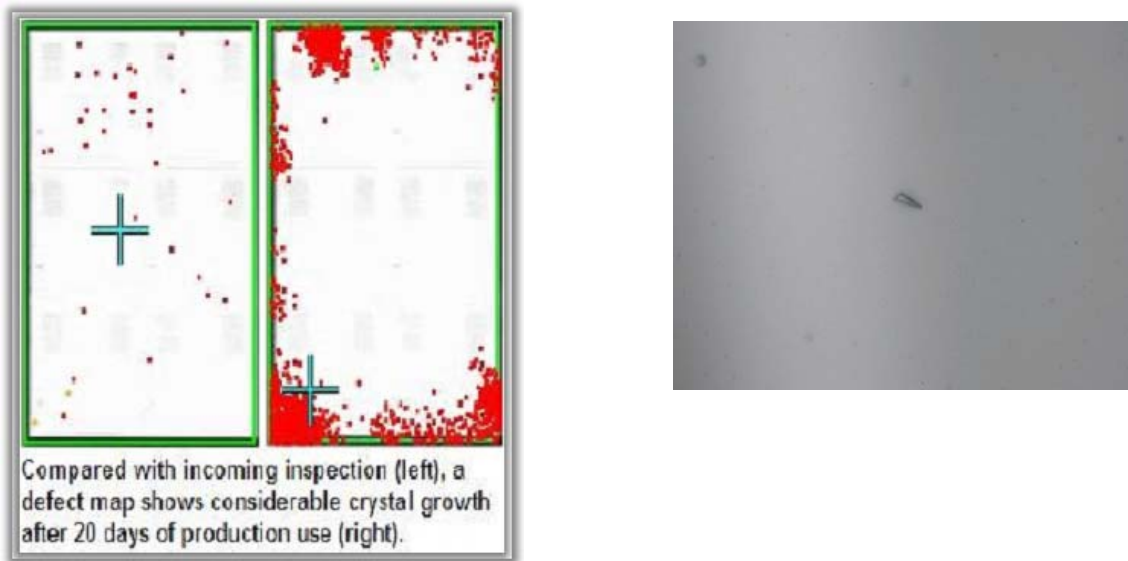 Compared with incoming inspection (left), a
defect map shows considerable crystal growth
after 20 days of production use (right).